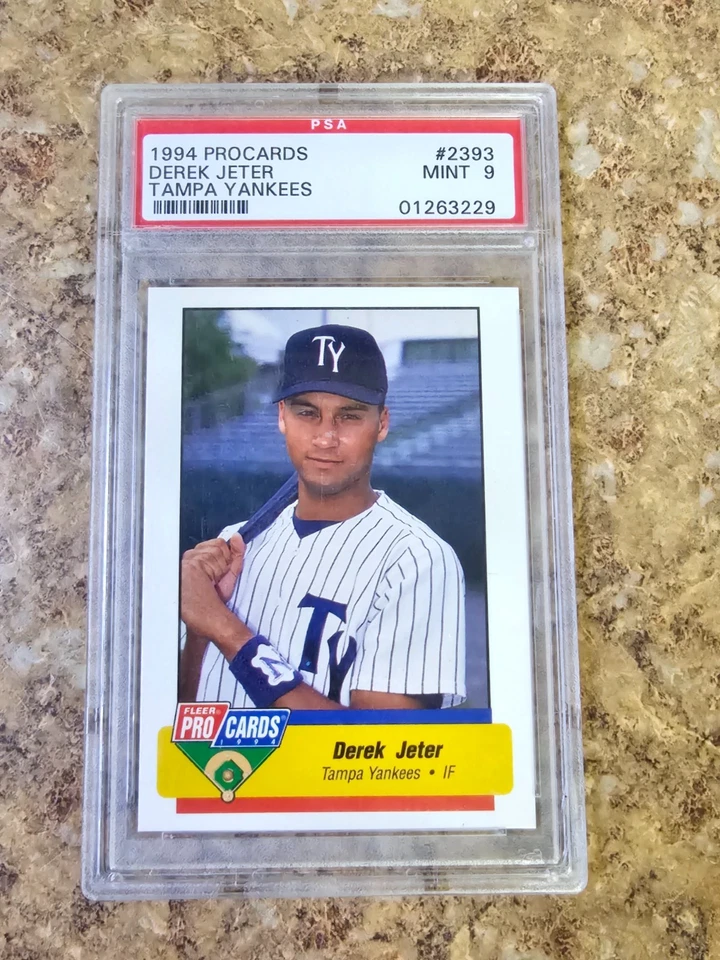 PSA
1994 PROCARDS #2393
DEREK JETER MINT 9
TAMPA YANKEES
01263229
TY
TY
FLEER®
PRO CARDS®
1994
Derek Jeter
Tampa Yankees • IF